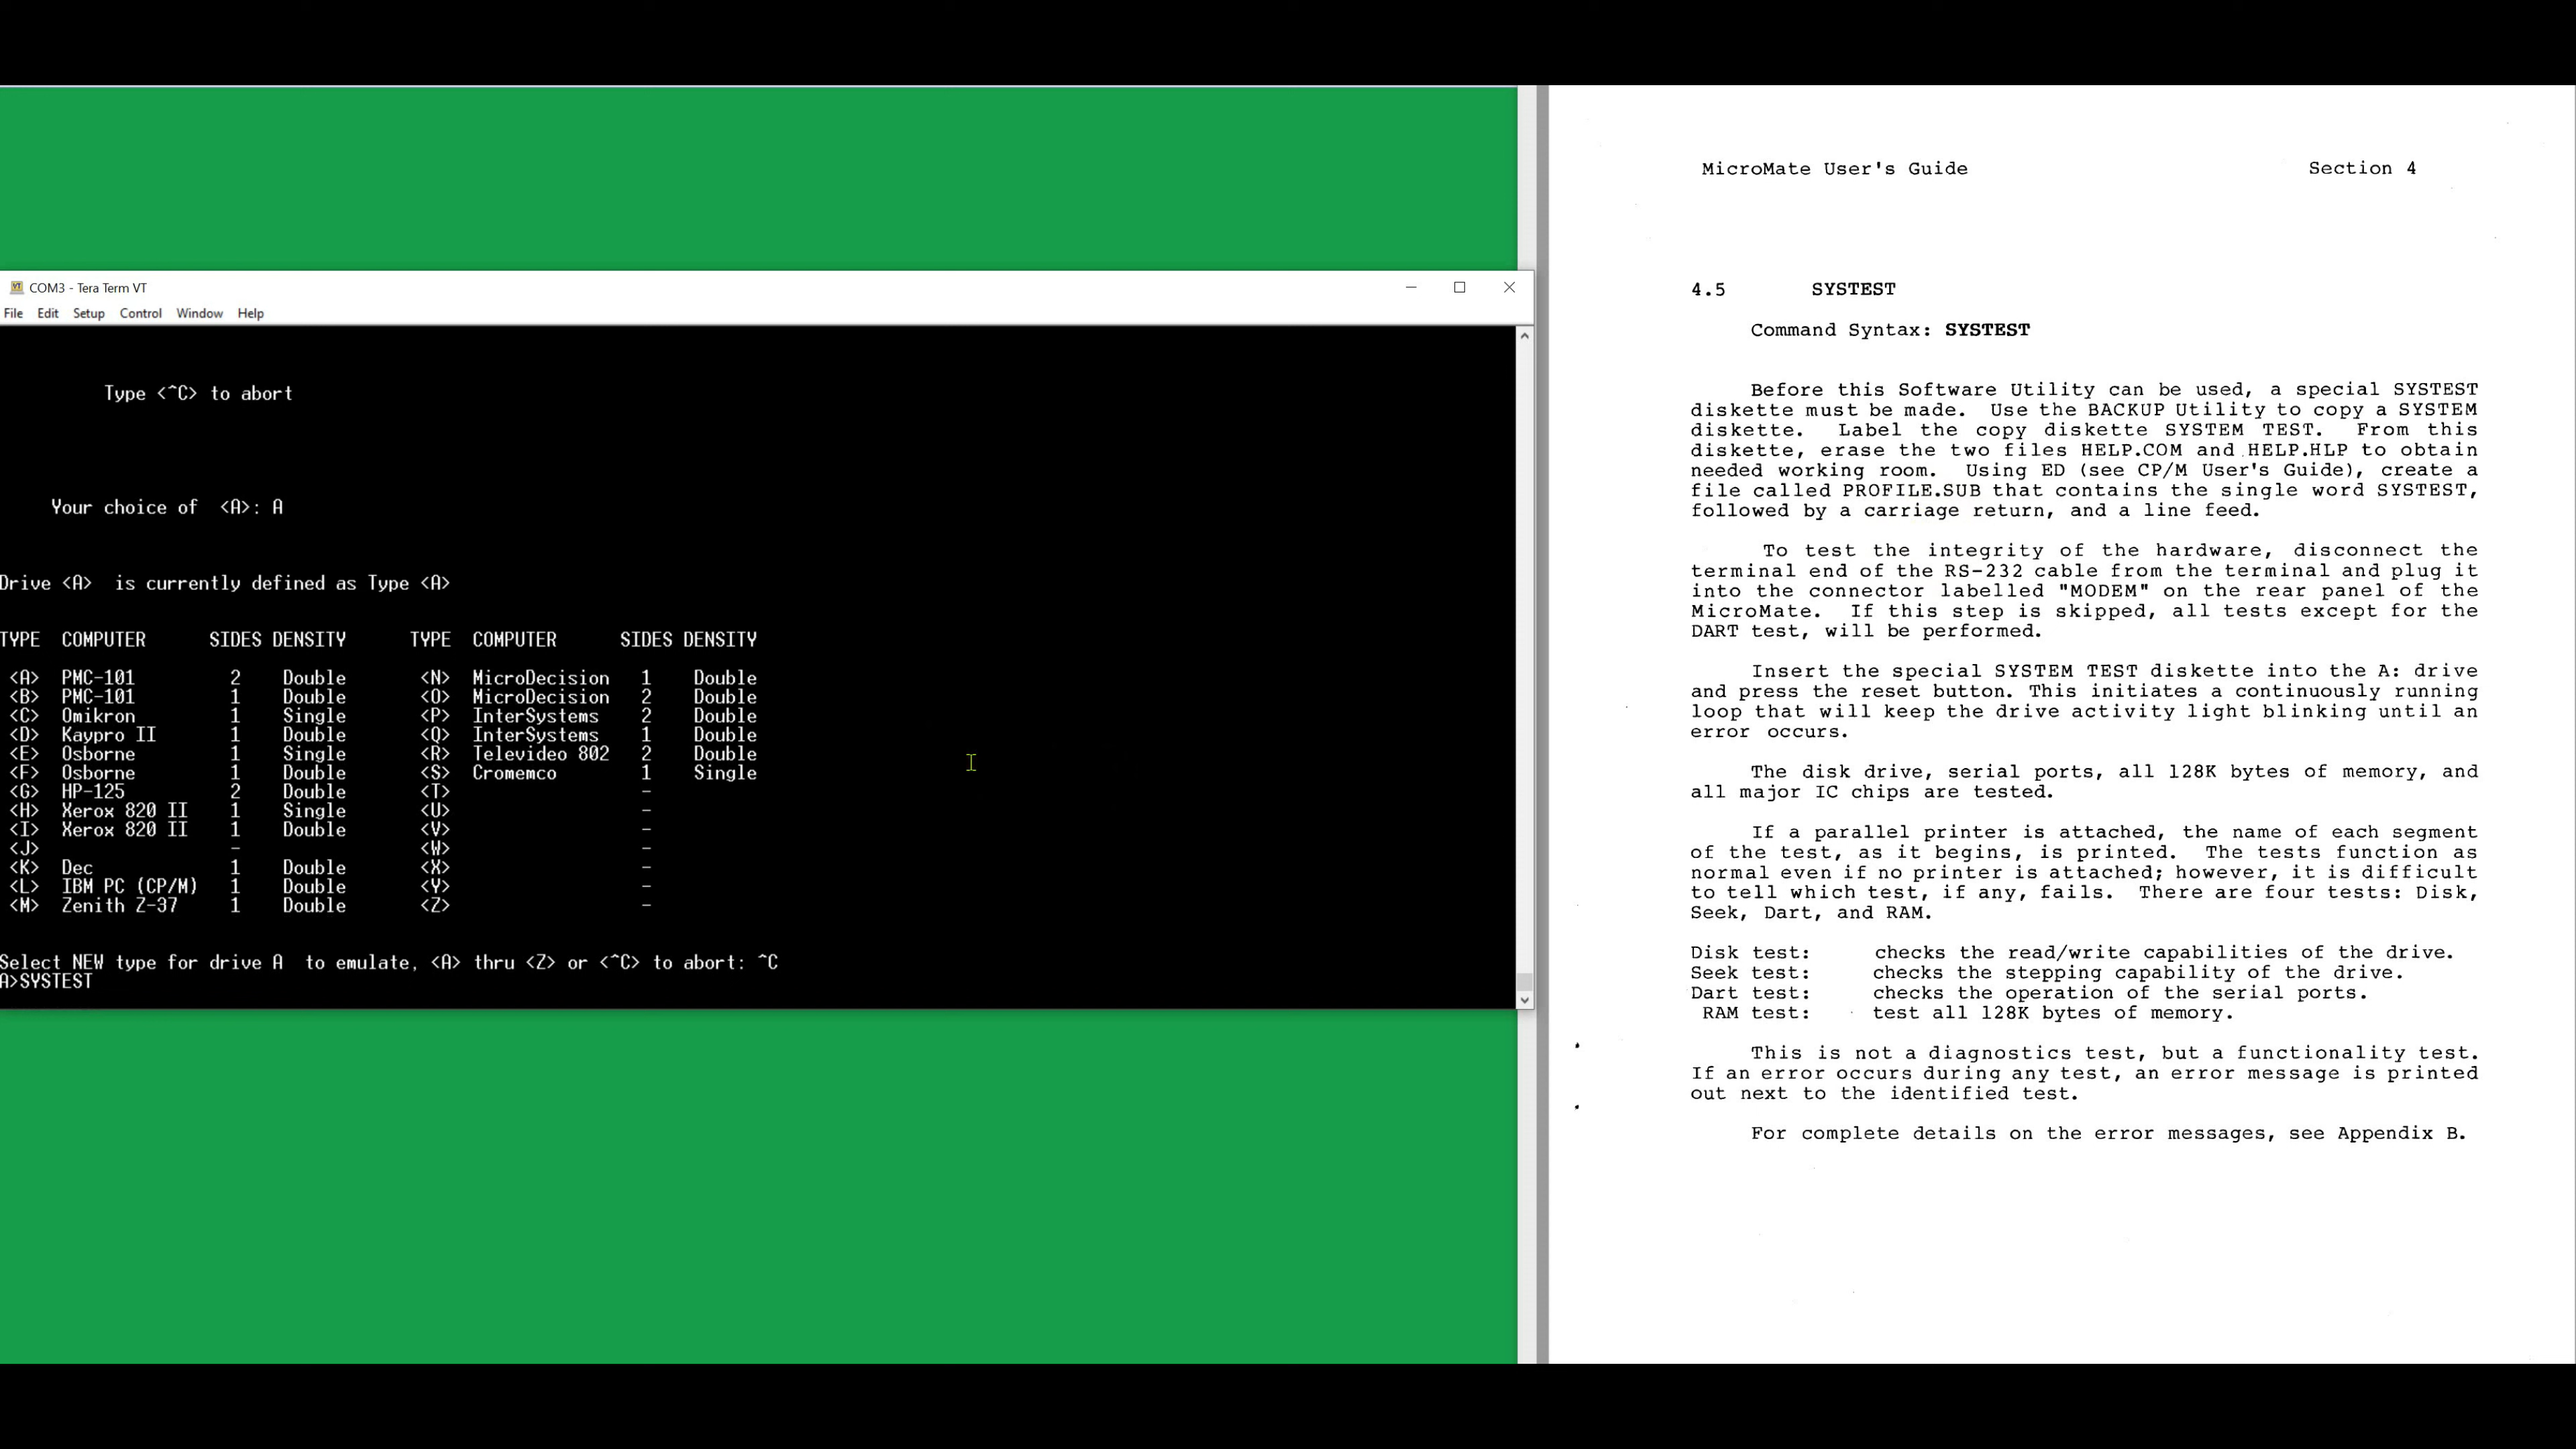 COM3 - Tera Term VT
File Edit Setup Control Window Help
Type <^C> to abort
Your choice of <A>: A
Drive <A> is currently defined as Type <A>
TYPE COMPUTER SIDES DENSITY TYPE COMPUTER SIDES DENSITY
<A> PMC-101 2 Double <N> MicroDecision 1 Double
<B> PMC-101 1 Double <O> MicroDecision 2 Double
<C> Omikron 1 Single <P> InterSystems 2 Double
<D> Kaypro II 1 Double <Q> InterSystems 1 Double
<E> Osborne 1 Single <R> Televideo 802 2 Double
<F> Osborne 1 Double <S> Cromemco 1 Single
<G> HP-125 2 Double <T> -
<H> Xerox 820 II 1 Single <U> -
<I> Xerox 820 II 1 Double <V> -
<J> - <W> -
<K> Dec 1 Double <X> -
<L> IBM PC (CP/M) 1 Double <Y> -
<M> Zenith Z-37 1 Double <Z> -
Select NEW type for drive A to emulate, <A> thru <Z> or <^C> to abort: ^C
A>SYSTEST
MicroMate User's Guide Section 4
4.5 SYSTEST
Command Syntax: SYSTEST
Before this Software Utility can be used, a special SYSTEST
diskette must be made. Use the BACKUP Utility to copy a SYSTEM
diskette. Label the copy diskette SYSTEM TEST. From this
diskette, erase the two files HELP.COM and HELP.HLP to obtain
needed working room. Using ED (see CP/M User's Guide), create a
file called PROFILE.SUB that contains the single word SYSTEST,
followed by a carriage return, and a line feed.
To test the integrity of the hardware, disconnect the
terminal end of the RS-232 cable from the terminal and plug it
into the connector labelled "MODEM" on the rear panel of the
MicroMate. If this step is skipped, all tests except for the
DART test, will be performed.
Insert the special SYSTEM TEST diskette into the A: drive
and press the reset button. This initiates a continuously running
loop that will keep the drive activity light blinking until an
error occurs.
The disk drive, serial ports, all 128K bytes of memory, and
all major IC chips are tested.
If a parallel printer is attached, the name of each segment
of the test, as it begins, is printed. The tests function as
normal even if no printer is attached; however, it is difficult
to tell which test, if any, fails. There are four tests: Disk,
Seek, Dart, and RAM.
Disk test: checks the read/write capabilities of the drive.
Seek test: checks the stepping capability of the drive.
Dart test: checks the operation of the serial ports.
RAM test: test all 128K bytes of memory.
This is not a diagnostics test, but a functionality test.
If an error occurs during any test, an error message is printed
out next to the identified test.
For complete details on the error messages, see Appendix B.